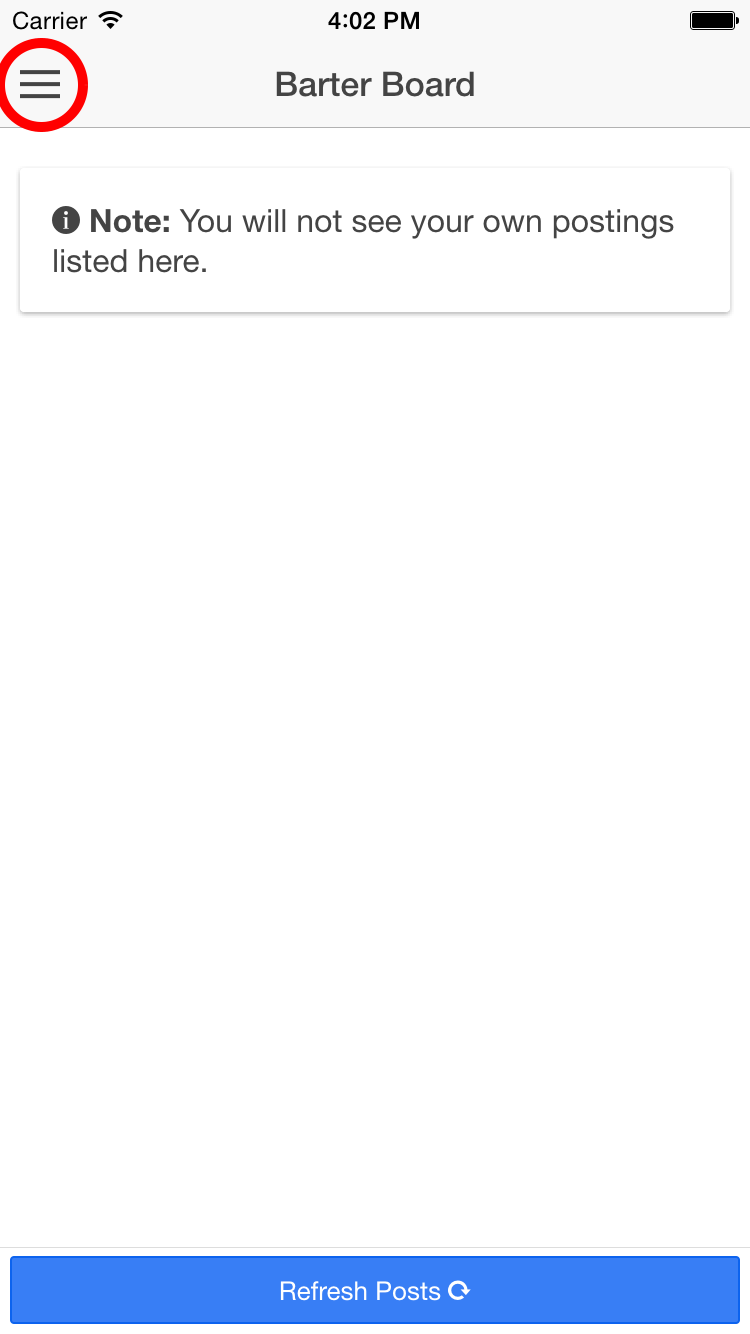 Carrier 4:02 PM
Barter Board
Note: You will not see your own postings
listed here.
Refresh Posts